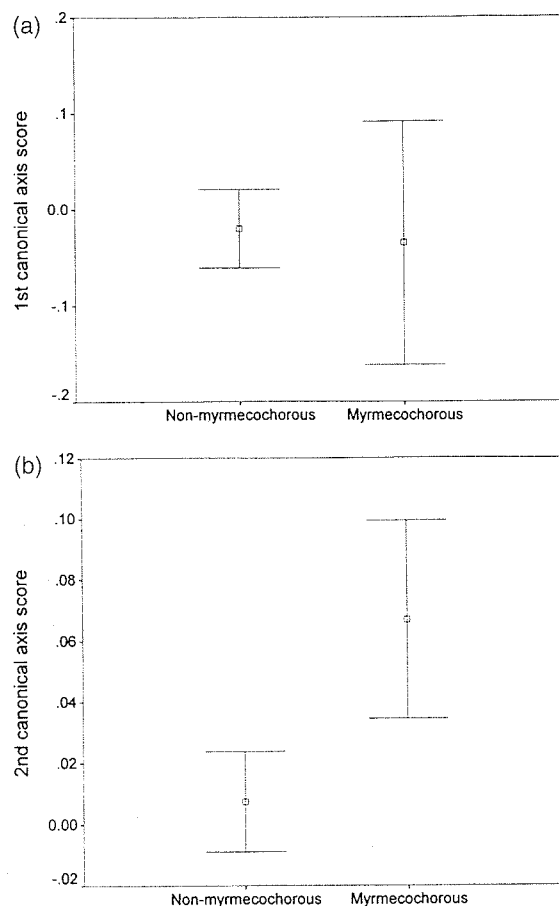 (a)
.2
.1
0.0
-.1
-.2
1st canonical axis score
Non-myrmecochorous Myrmecochorous
(b)
.12
.10
.08
.06
.04
.02
0.00
-.02
2nd canonical axis score
Non-myrmecochorous Myrmecochorous